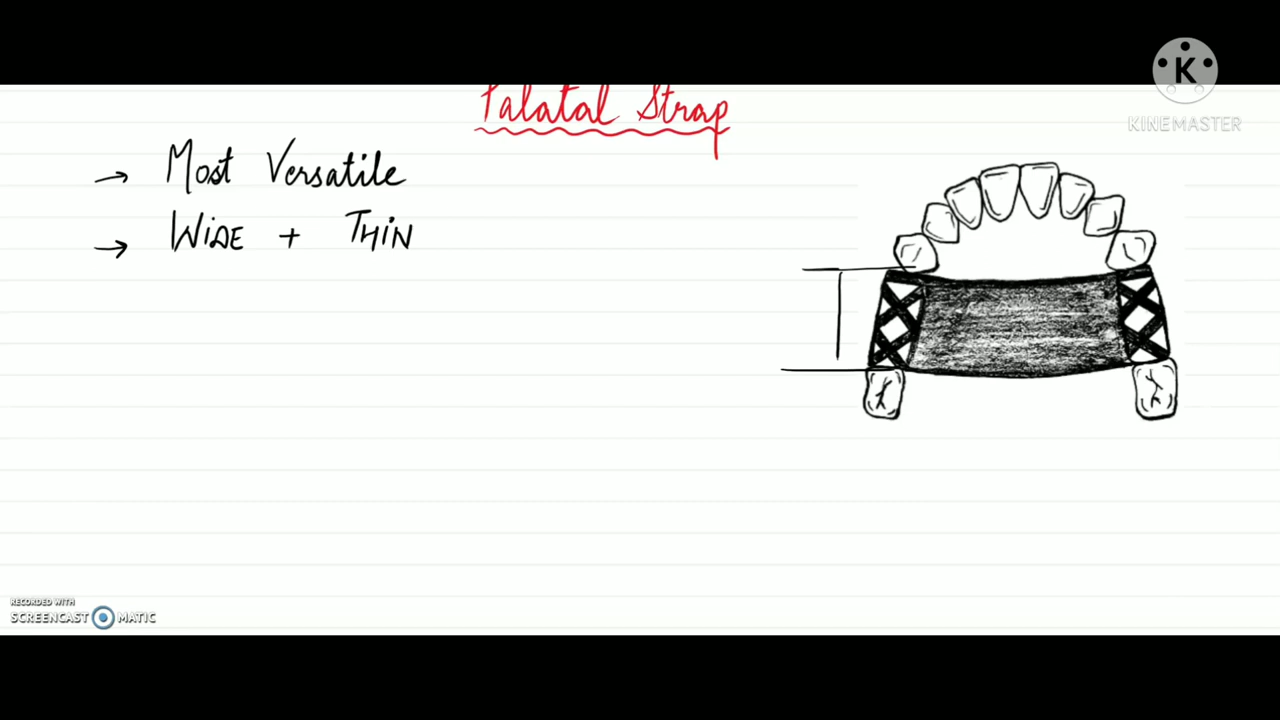 Palatal Strap
→ Most Versatile
→ WIDE + THIN
K
KINEMASTER
RECORDED WITH
SCREENCAST MATIC